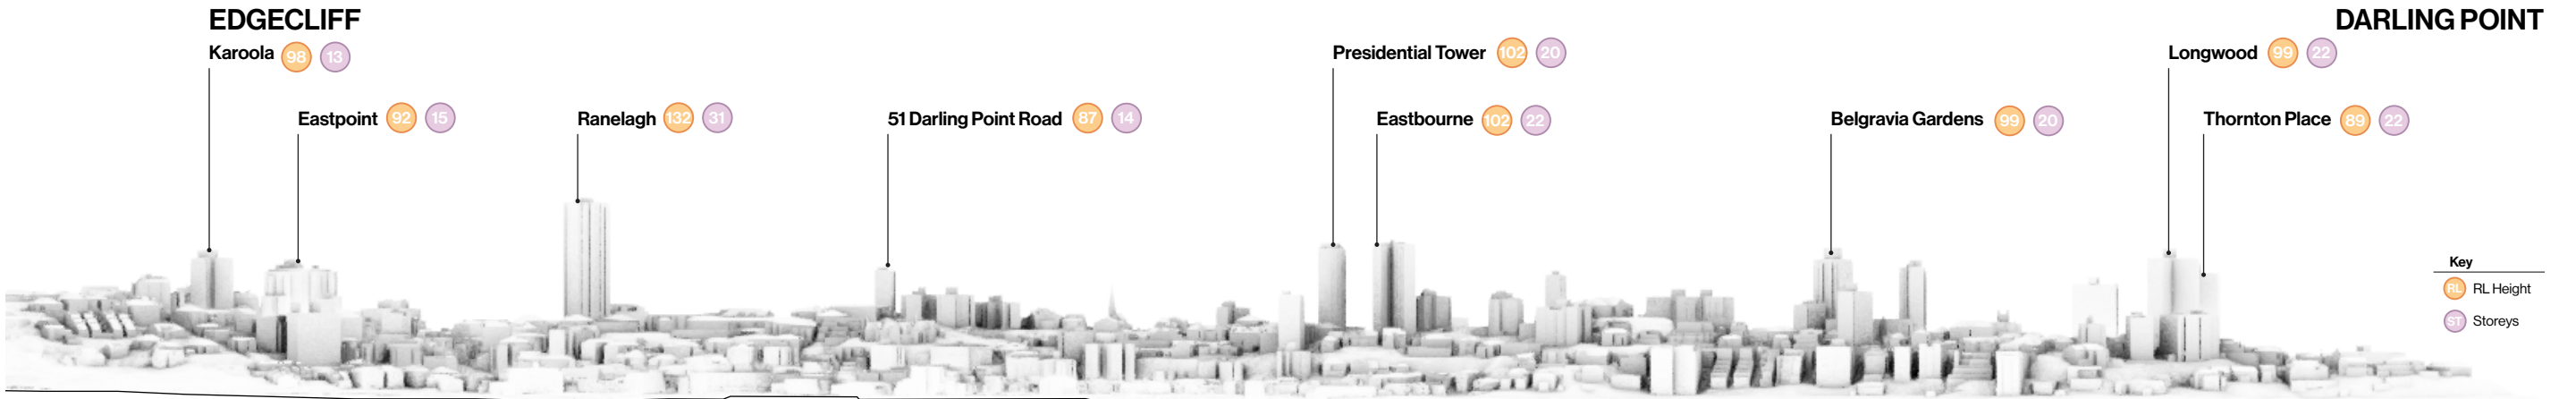 EDGECLIFF
DARLING POINT
Karoola 98 13
Presidential Tower 102 20
Longwood 99 22
Eastpoint 92 15
Ranelagh 132 31
51 Darling Point Road 87 14
Eastbourne 102 22
Belgravia Gardens 99 20
Thornton Place 89 22
Key
RL RL Height
ST Storeys